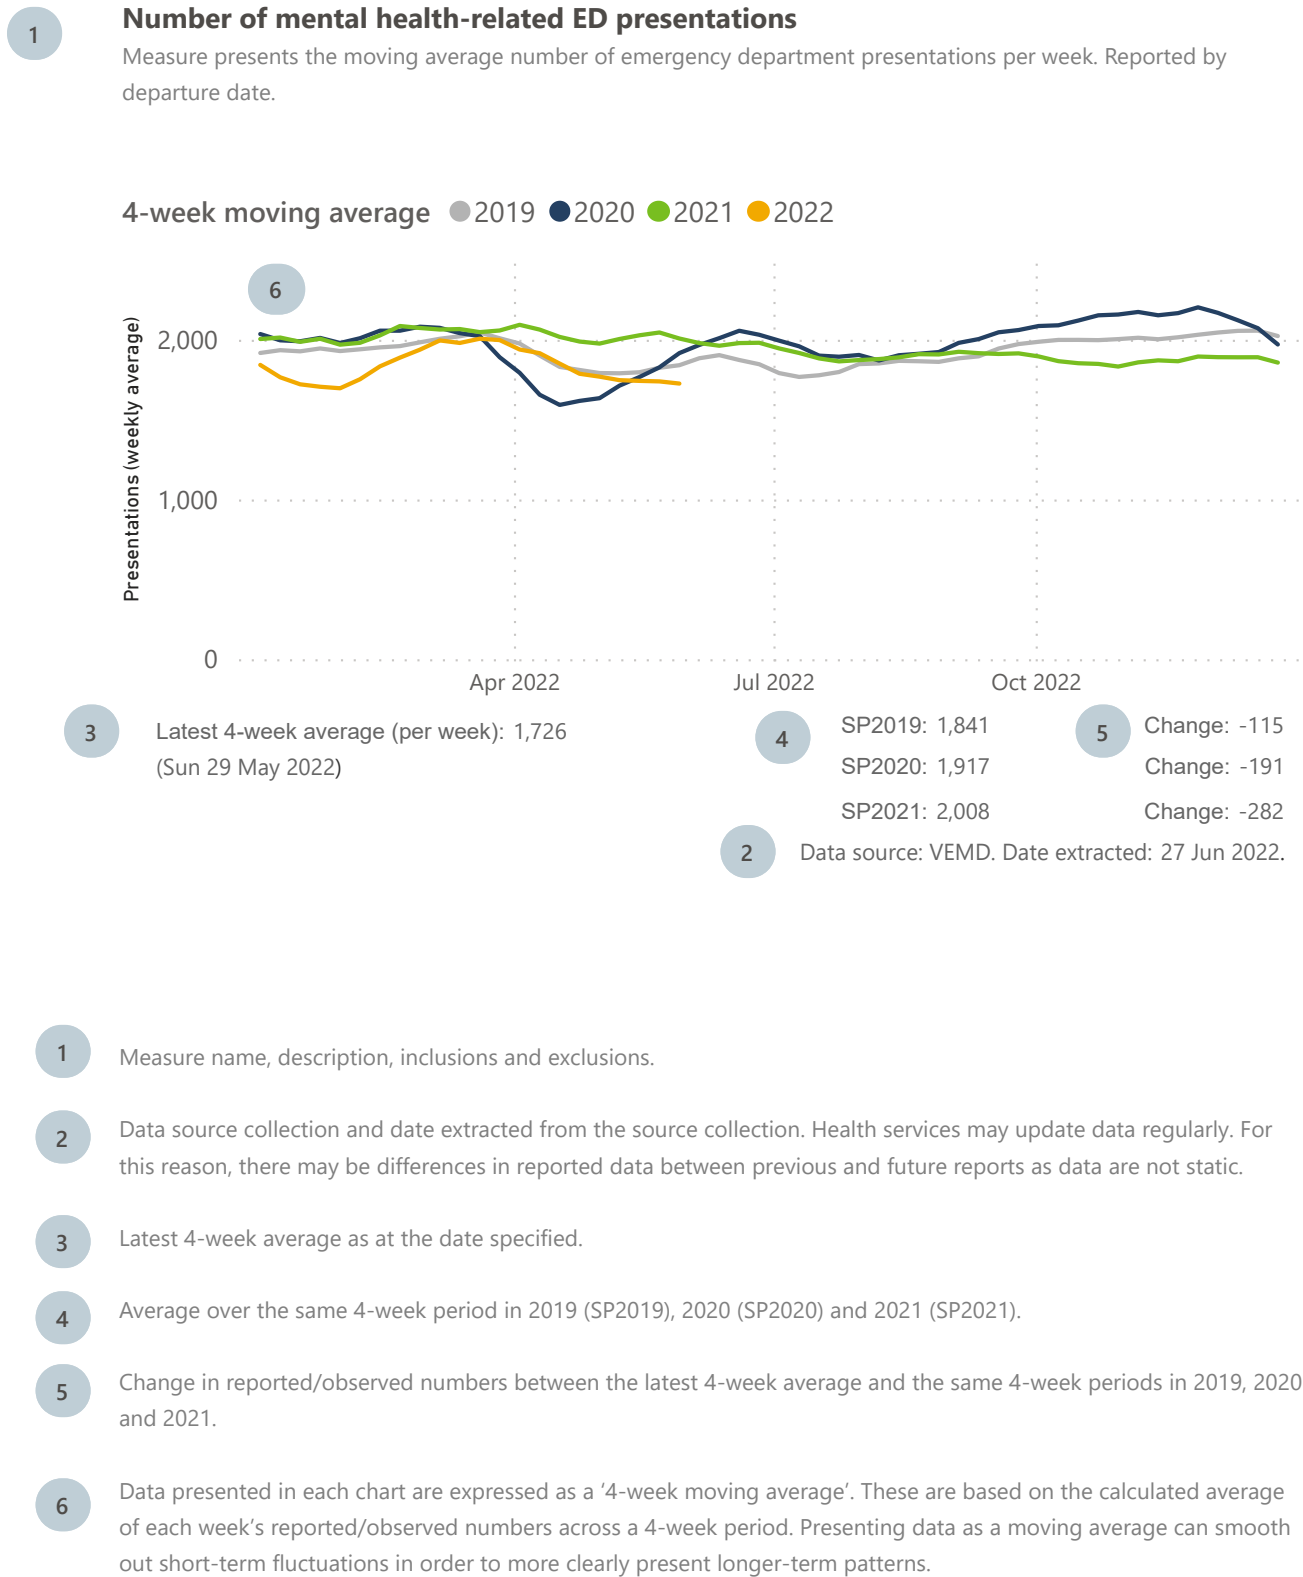 1
Number of mental health-related ED presentations
Measure presents the moving average number of emergency department presentations per week. Reported by
departure date.
4-week moving average 2019 2020 2021 2022
6
Presentations (weekly average)
2,000
1,000
0
Apr 2022 Jul 2022 Oct 2022
3
Latest 4-week average (per week): 1,726
(Sun 29 May 2022)
4
SP2019: 1,841
SP2020: 1,917
SP2021: 2,008
5
Change: -115
Change: -191
Change: -282
2
Data source: VEMD. Date extracted: 27 Jun 2022.
1
Measure name, description, inclusions and exclusions.
2
Data source collection and date extracted from the source collection. Health services may update data regularly. For
this reason, there may be differences in reported data between previous and future reports as data are not static.
3
Latest 4-week average as at the date specified.
4
Average over the same 4-week period in 2019 (SP2019), 2020 (SP2020) and 2021 (SP2021).
5
Change in reported/observed numbers between the latest 4-week average and the same 4-week periods in 2019, 2020
and 2021.
6
Data presented in each chart are expressed as a ‘4-week moving average’. These are based on the calculated average
of each week’s reported/observed numbers across a 4-week period. Presenting data as a moving average can smooth
out short-term fluctuations in order to more clearly present longer-term patterns.